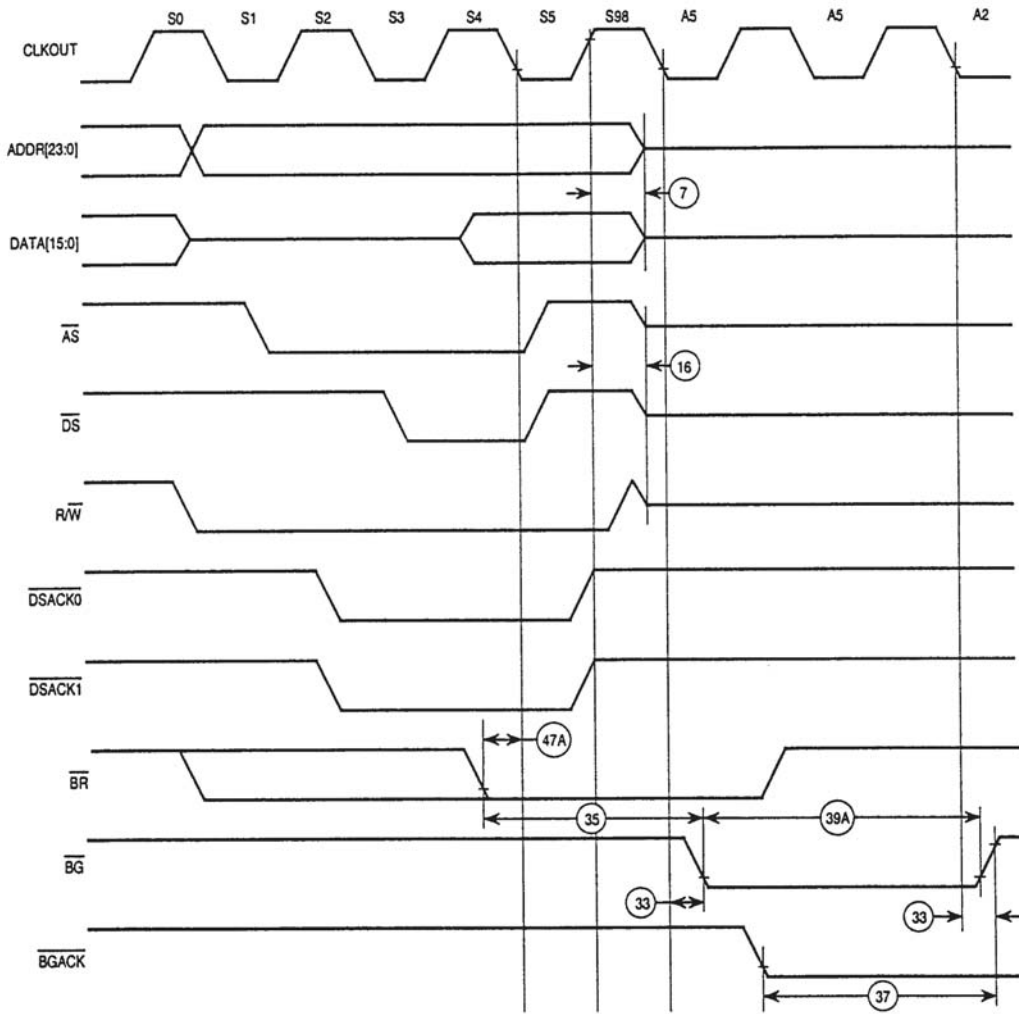 S0 S1 S2 S3 S4 S5 S98 A5 A5 A2
CLKOUT
ADDR[23:0]
7
DATA[15:0]
AS
16
DS
R/W
DSACK0
DSACK1
47A
BR
35
39A
BG
33
33
BGACK
37